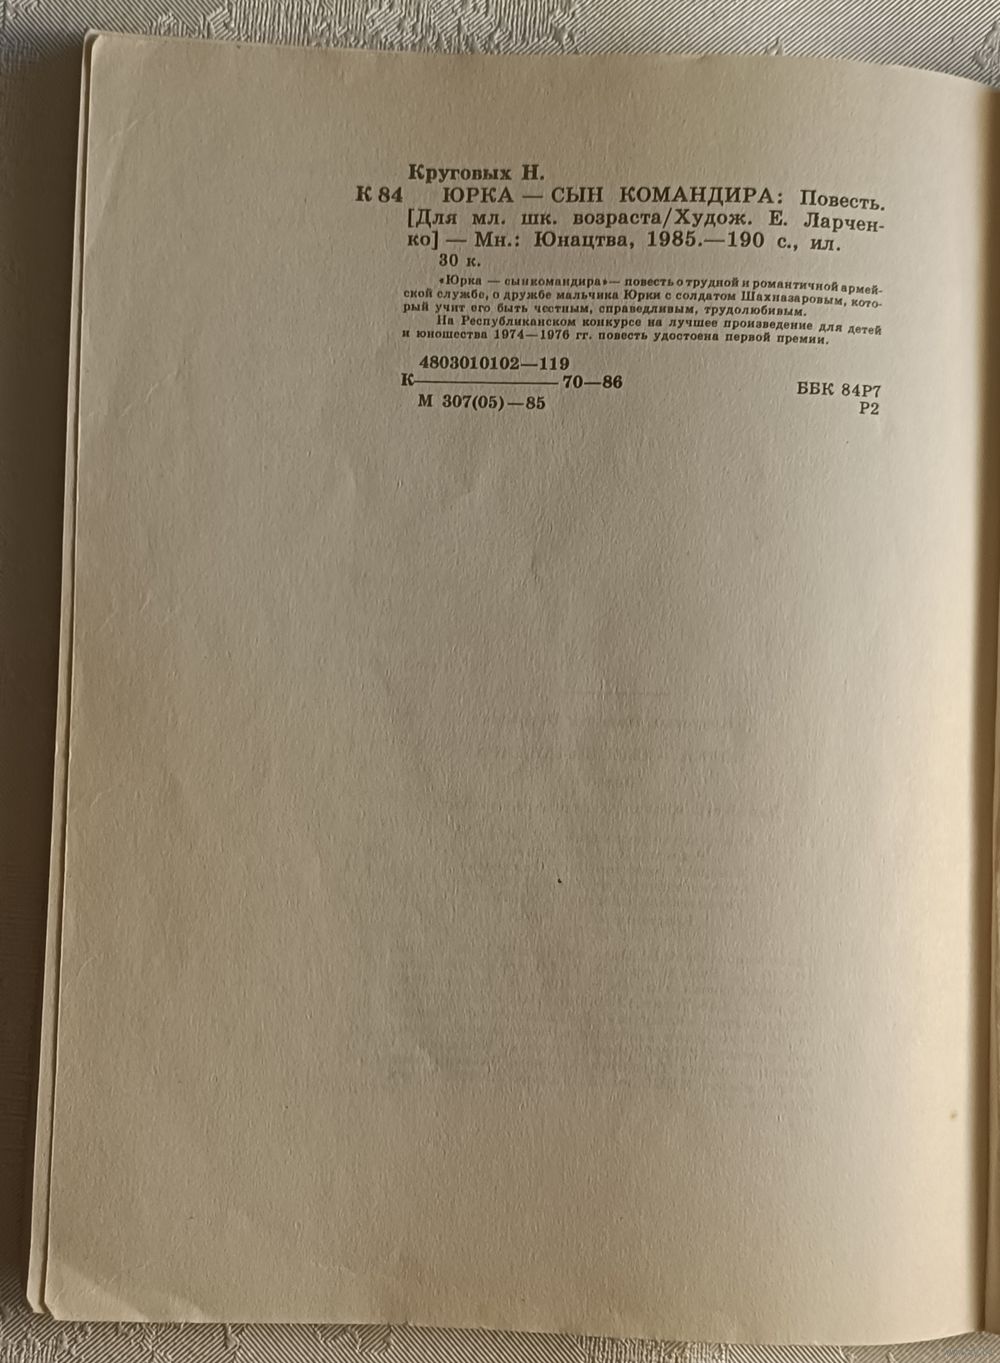 Круговых Н.
К 84 ЮРКА — СЫН КОМАНДИРА: Повесть.
[Для мл. шк. возраста/Худож. Е. Ларчен-
ко] — Мн.: Юнацтва, 1985.—190 с., ил.
30 к.
«Юрка — сын командира»— повесть о трудной и романтичной армей-
ской службе, о дружбе мальчика Юрки с солдатом Шахназаровым, кото-
рый учит его быть честным, справедливым, трудолюбивым.
На Республиканском конкурсе на лучшее произведение для детей
и юношества 1974—1976 гг. повесть удостоена первой премии.
4803010102—119
К 70—86
М 307(05)—85
ББК 84Р7
Р2